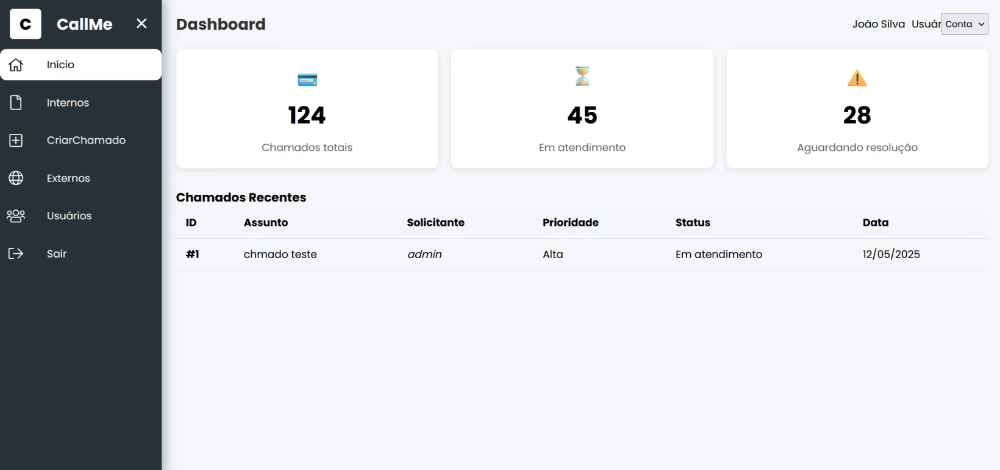 C CallMe
Início
Internos
CriarChamado
Externos
Usuários
Sair
Dashboard
João Silva Usuár Conta
124
Chamados totais
45
Em atendimento
28
Aguardando resolução
Chamados Recentes
ID Assunto Solicitante Prioridade Status Data
#1 chmado teste admin Alta Em atendimento 12/05/2025